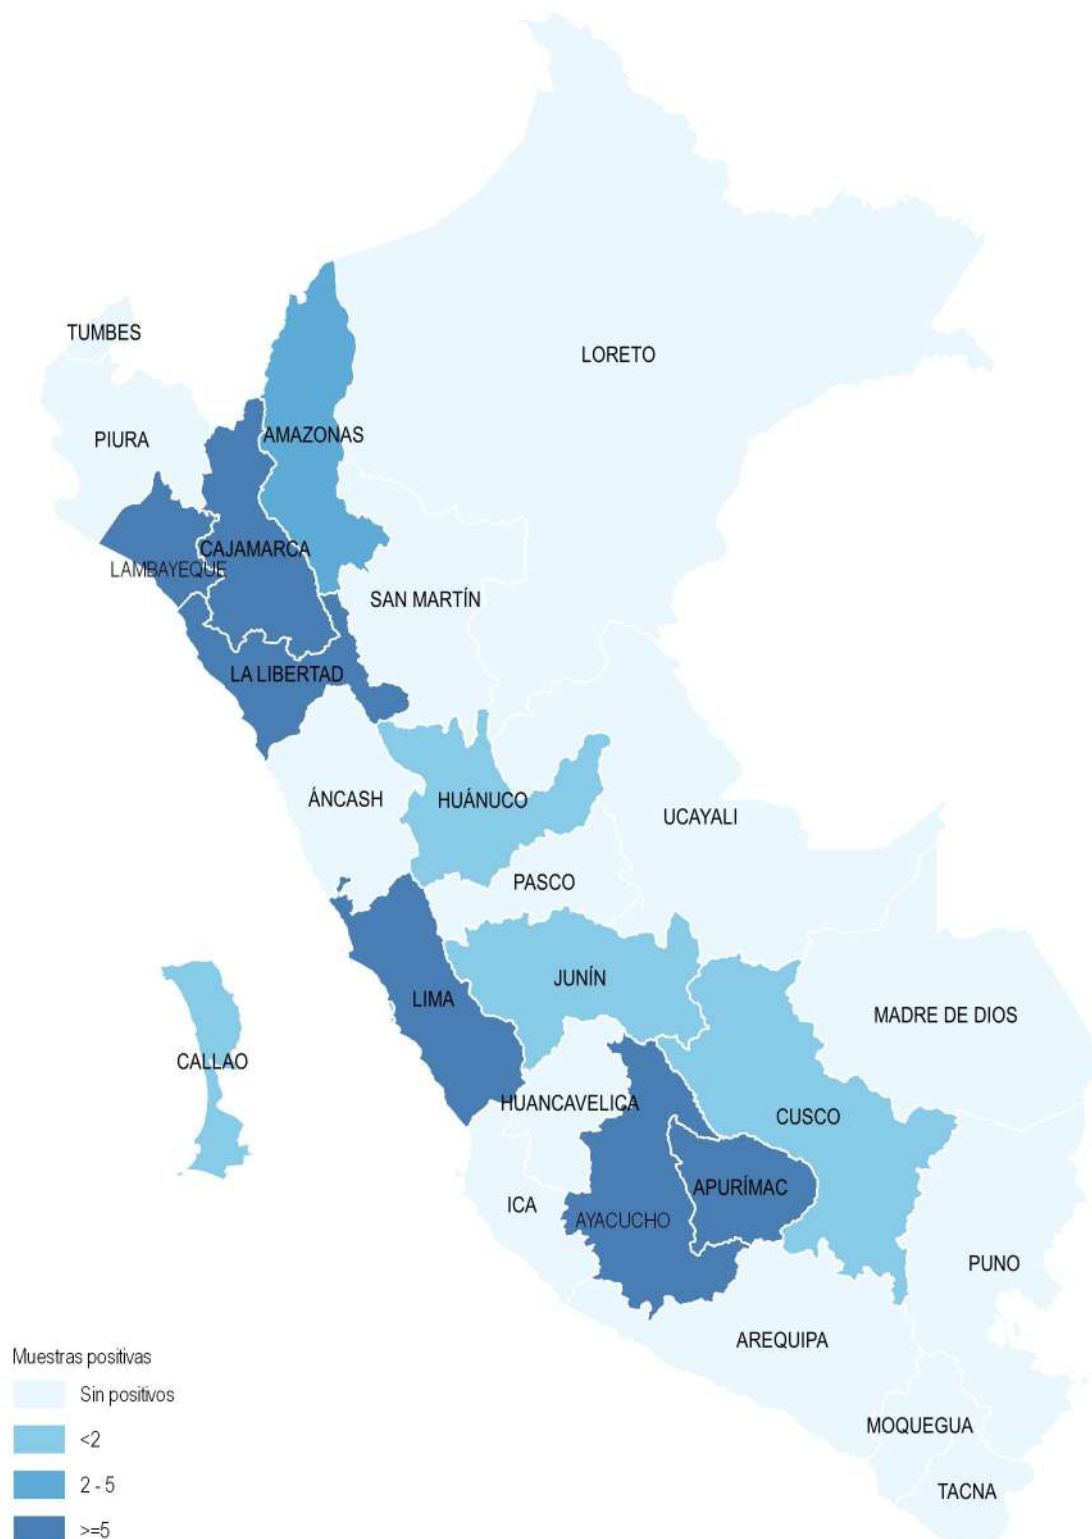 TUMBES
LORETO
PIURA
AMAZONAS
CAJAMARCA
LAMBAYEQUE
SAN MARTÍN
LA LIBERTAD
ÁNCASH
HUÁNUCO
UCAYALI
PASCO
JUNÍN
LIMA
MADRE DE DIOS
CALLAO
HUANCAVELICA
CUSCO
APURÍMAC
ICA
AYACUCHO
PUNO
AREQUIPA
MOQUEGUA
TACNA
Muestras positivas
Sin positivos
<2
2 - 5
>=5